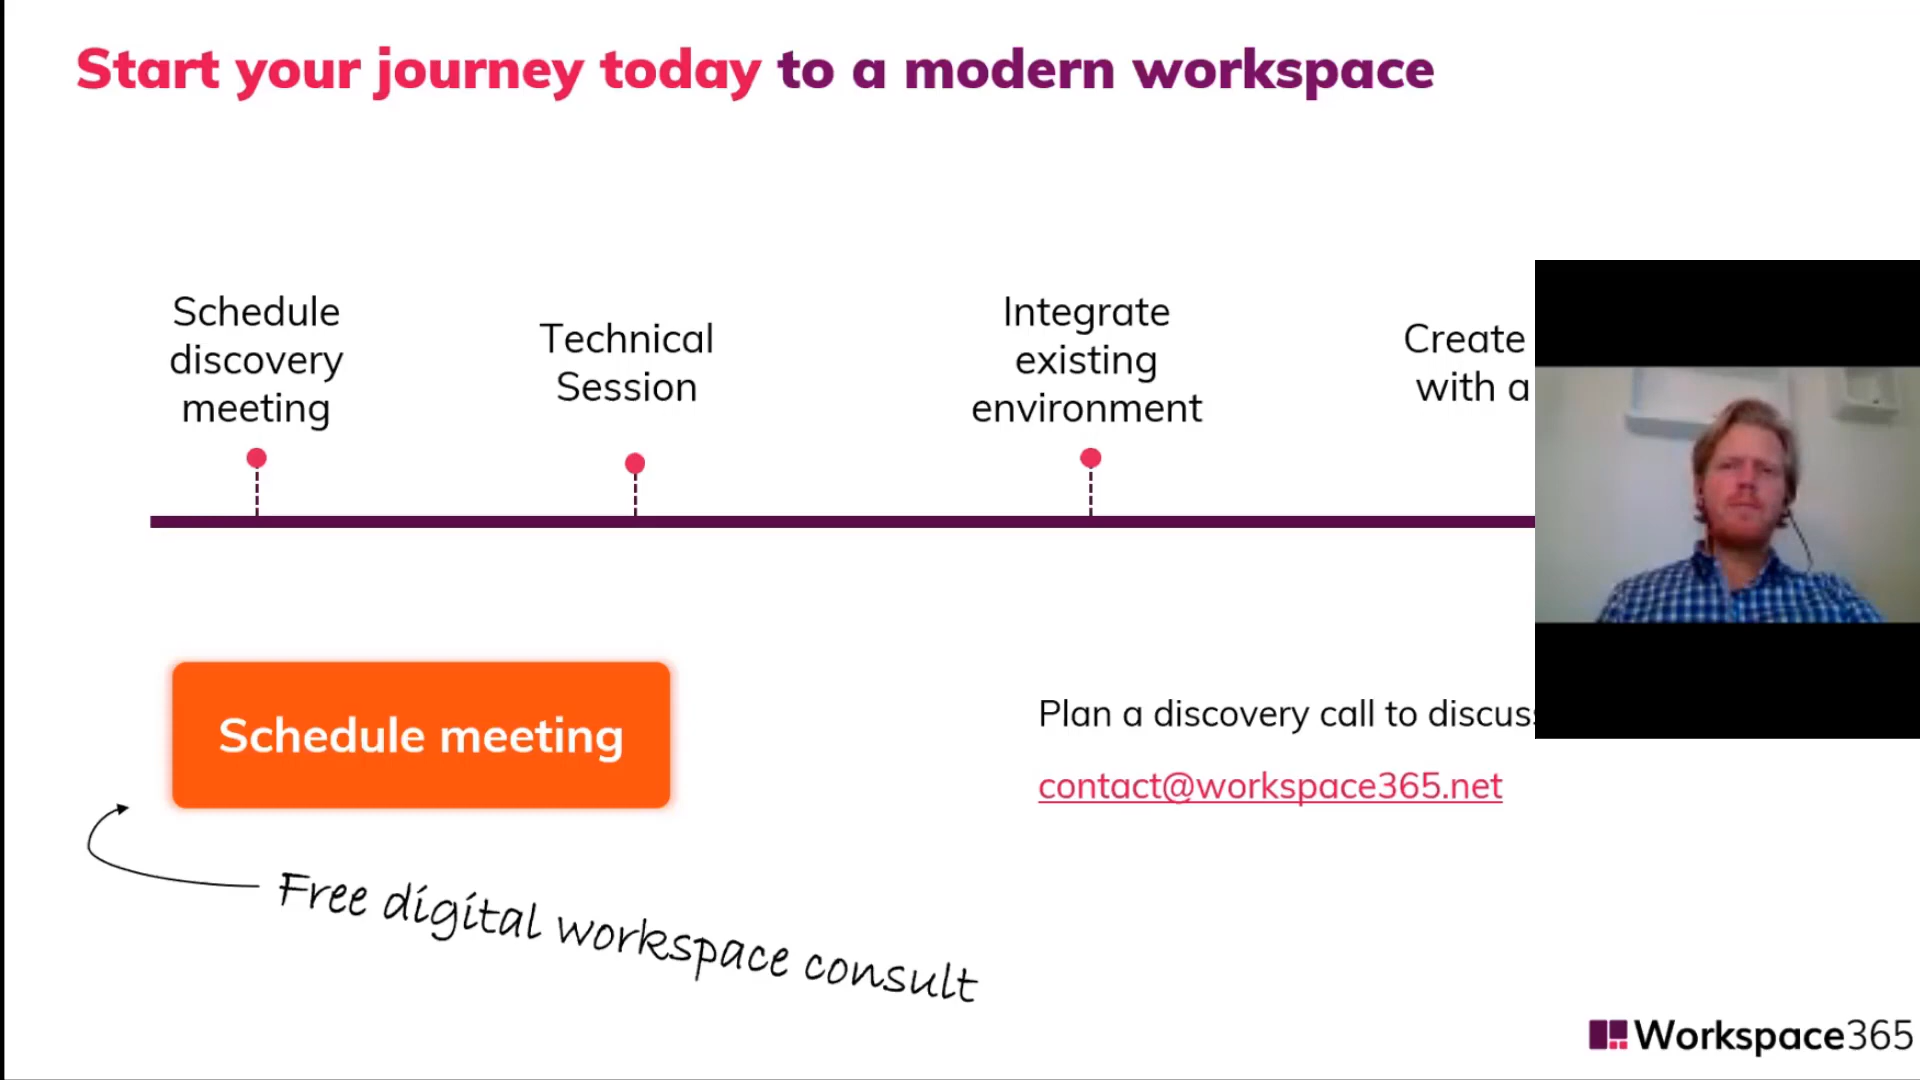 Start your journey today to a modern workspace
Schedule
discovery
meeting
Technical
Session
Integrate
existing
environment
Create
with a
Schedule meeting
Plan a discovery call to discus
contact@workspace365.net
Free digital workspace consult
Workspace365